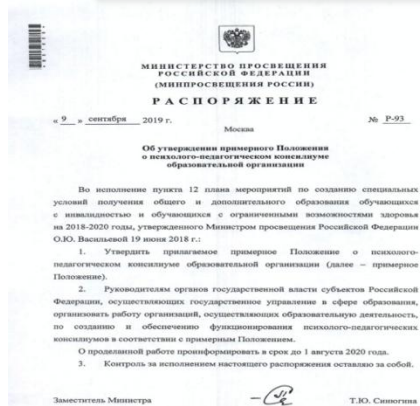 МИНИСТЕРСТВО ПРОСВЕЩЕНИЯ
РОССИЙСКОЙ ФЕДЕРАЦИИ
(МИНПРОСВЕЩЕНИЯ РОССИИ)
РАСПОРЯЖЕНИЕ
« 9 » сентября 2019 г. № Р-93
Москва
Об утверждении примерного Положения
о психолого-педагогическом консилиуме
образовательной организации
Во исполнение пункта 12 плана мероприятий по созданию специальных
условий получения общего и дополнительного образования обучающихся
с инвалидностью и обучающихся с ограниченными возможностями здоровья
на 2018-2020 годы, утвержденного Министром просвещения Российской Федерации
О.Ю. Васильевой 19 июня 2018 г.:
1. Утвердить прилагаемое примерное Положение о психолого-
педагогическом консилиуме образовательной организации (далее – примерное
Положение).
2. Руководителям органов государственной власти субъектов Российской
Федерации, осуществляющих государственное управление в сфере образования,
организовать работу организаций, осуществляющих образовательную деятельность,
по созданию и обеспечению функционирования психолого-педагогических
консилиумов в соответствии с примерным Положением.
О проделанной работе проинформировать в срок до 1 августа 2020 года.
3. Контроль за исполнением настоящего распоряжения оставляю за собой.
Заместитель Министра Т.Ю. Синюгина